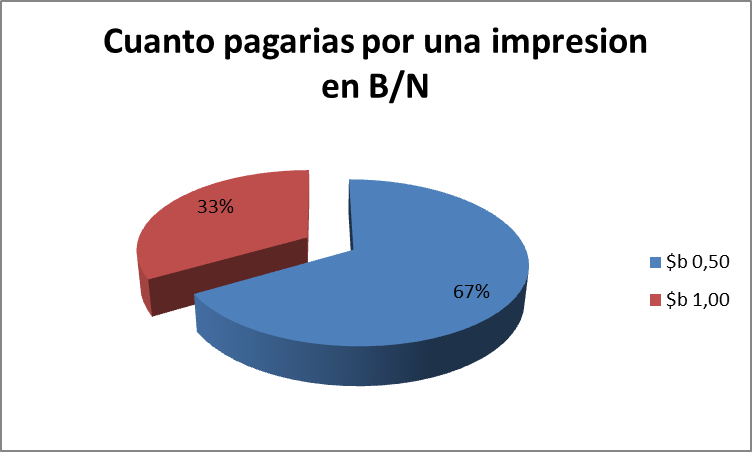 Cuanto pagarias por una impresion
en B/N
33%
67%
$b 0,50
$b 1,00